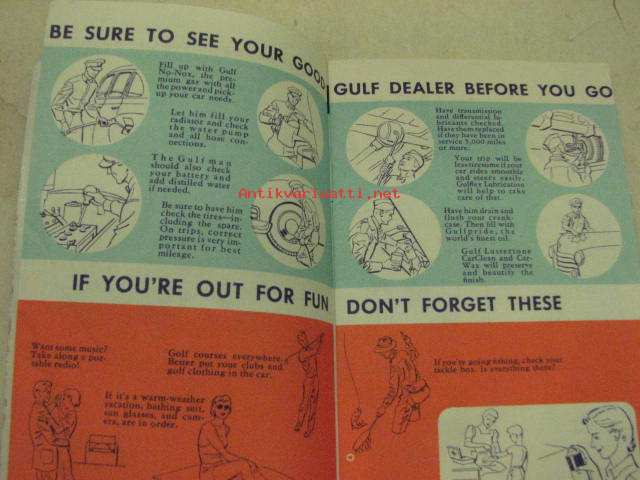 BE SURE TO SEE YOUR GOOD
Fill up with Gulf
No-Nox, the pre-
mium gas with all
the power and pick-
up your car needs.
Let him fill your
radiator and check
the water pump
and all hose con-
nections.
The Gulf man
should also check
your battery and
add distilled water
if needed.
Be sure to have him
check the tires—in-
cluding the spare.
On trips, correct
pressure is very im-
portant for best
mileage.
IF YOU'RE OUT FOR FUN
Want some music?
Take along a por-
table radio!
Golf courses everywhere.
Better put your clubs and
golf clothing in the car.
If it's a warm-weather
vacation, bathing suit,
sun glasses, and cam-
era, are in order.
GULF DEALER BEFORE YOU GO
Have transmission
and differential lu-
bricants checked.
Have them replaced
if they have been in
service 5,000 miles
or more.
Your trip will be
less tiresome if your
car rides smoothly
and steers easily.
Gulflex Lubrication
will help to take
care of that.
Have him drain and
flush your crank-
case. Then fill with
Gulfpride, the
world's finest oil.
Gulf Lustertone
CarClean and Car-
Wax will preserve
and beautify the
finish.
DON'T FORGET THESE
If you're going fishing, check your
tackle box. Is everything there?
Antikvariwatti.net